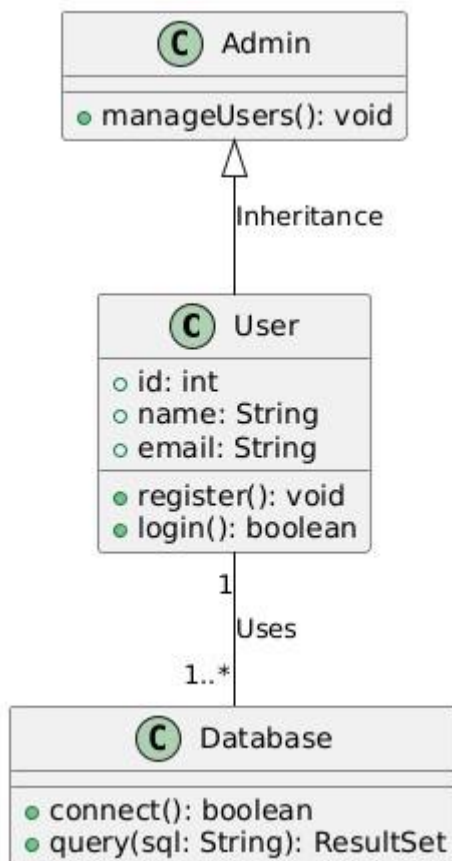 C Admin
manageUsers(): void
Inheritance
C User
id: int
name: String
email: String
register(): void
login(): boolean
1
Uses
1..*
C Database
connect(): boolean
query(sql: String): ResultSet